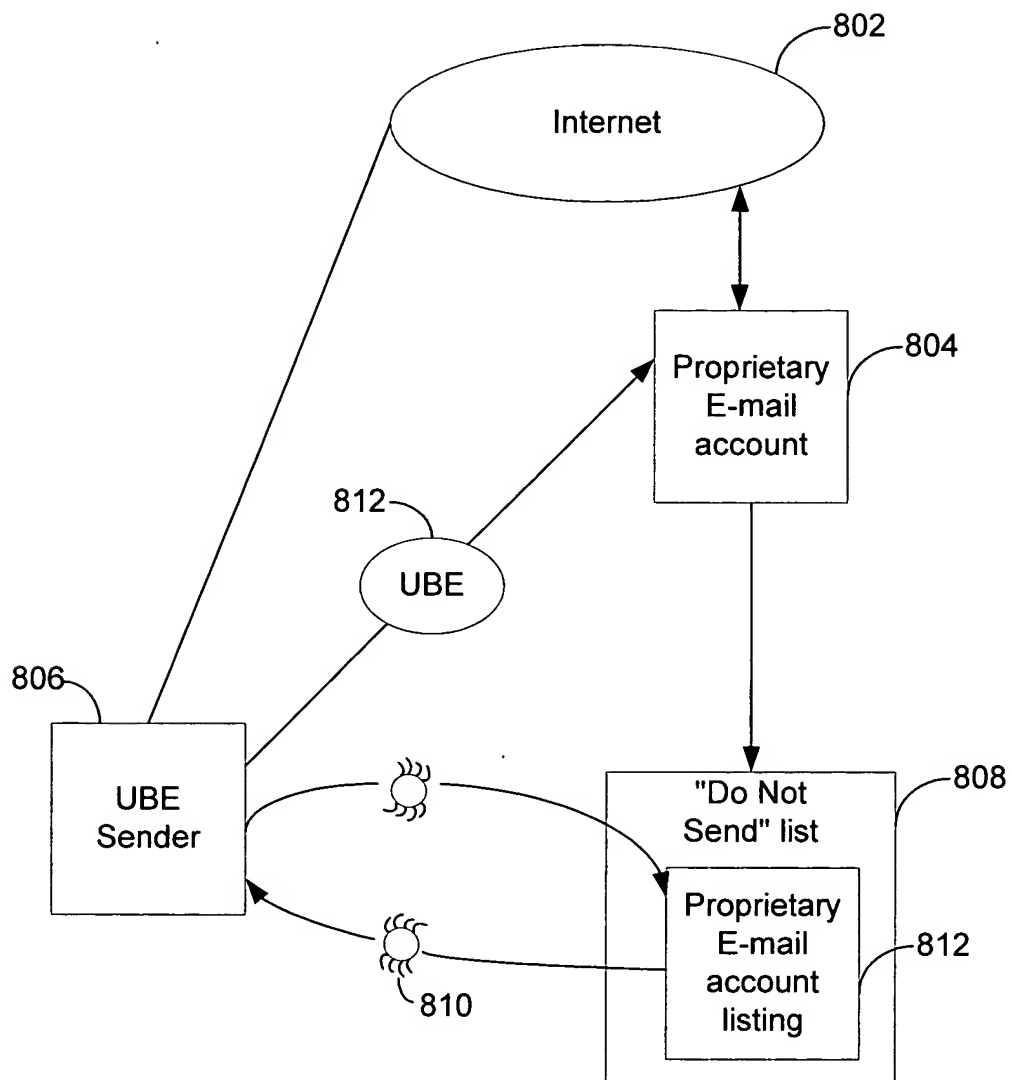 802
Internet
804
Proprietary
E-mail
account
812
UBE
806
UBE
Sender
808
"Do Not
Send" list
Proprietary
E-mail
account
listing
812
810